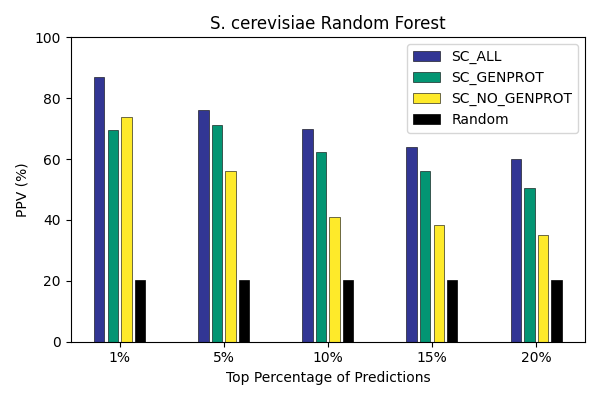 S. cerevisiae Random Forest
PPV (%)
100
80
60
40
20
0
SC_ALL
SC_GENPROT
SC_NO_GENPROT
Random
1% 5% 10% 15% 20%
Top Percentage of Predictions